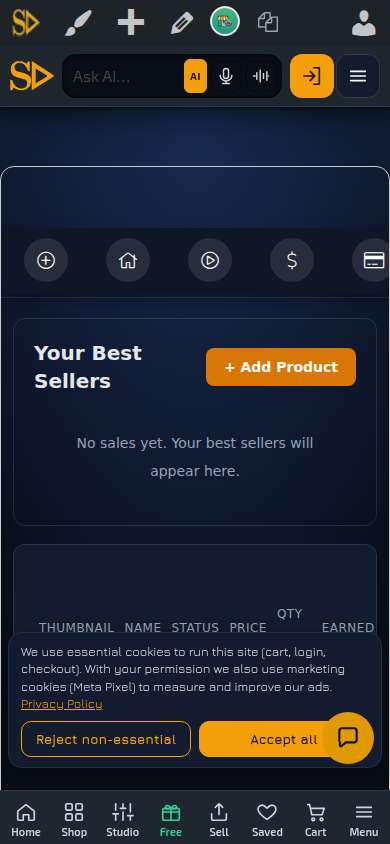 SD
Ask AI...
AI
Your Best
Sellers
+ Add Product
No sales yet. Your best sellers will
appear here.
THUMBNAIL NAME STATUS PRICE QTY EARNED
We use essential cookies to run this site (cart, login,
checkout). With your permission we also use marketing
cookies (Meta Pixel) to measure and improve our ads.
Privacy Policy
Reject non-essential
Accept all
Home Shop Studio Free Sell Saved Cart Menu